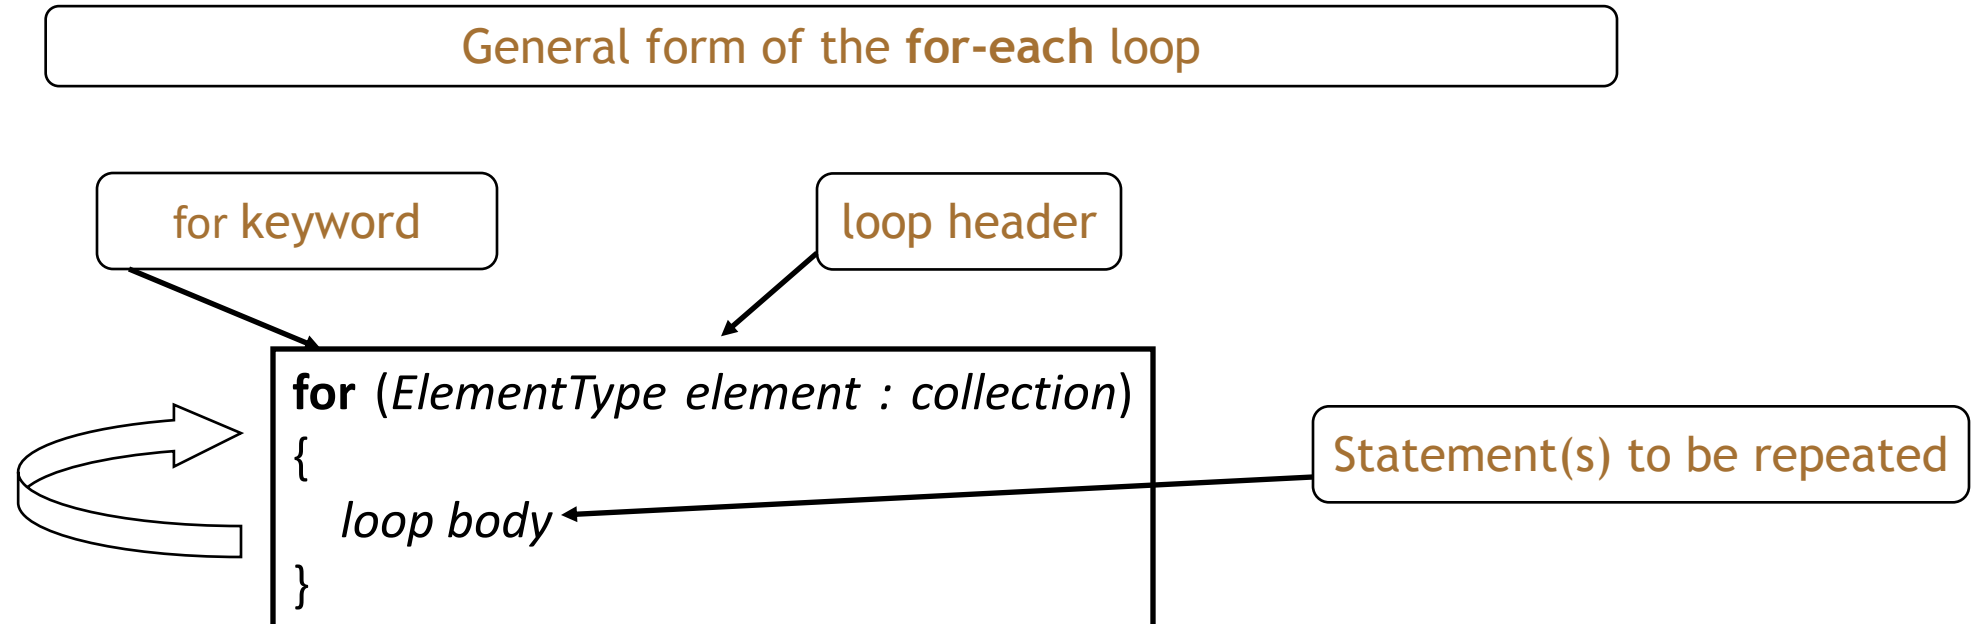 General form of the for-each loop
for keyword
loop header
for (ElementType element : collection)
{
loop body
}
Statement(s) to be repeated